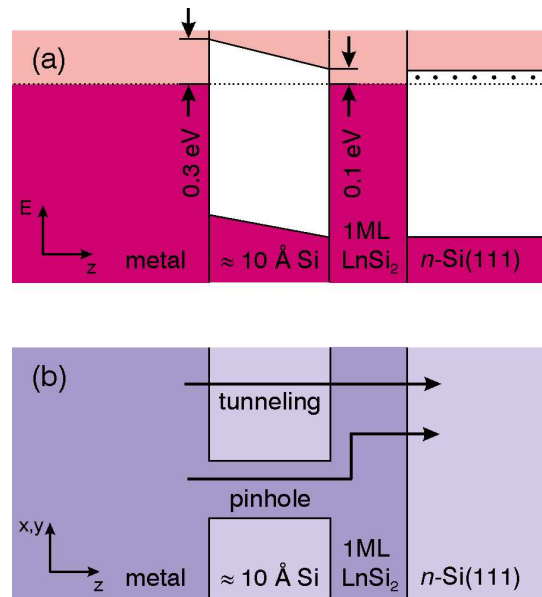 (a)
0.3 eV
0.1 eV
E
z
metal
≈ 10 Å Si
1ML
LnSi₂
n-Si(111)
(b)
tunneling
pinhole
x,y
z
metal
≈ 10 Å Si
1ML
LnSi₂
n-Si(111)